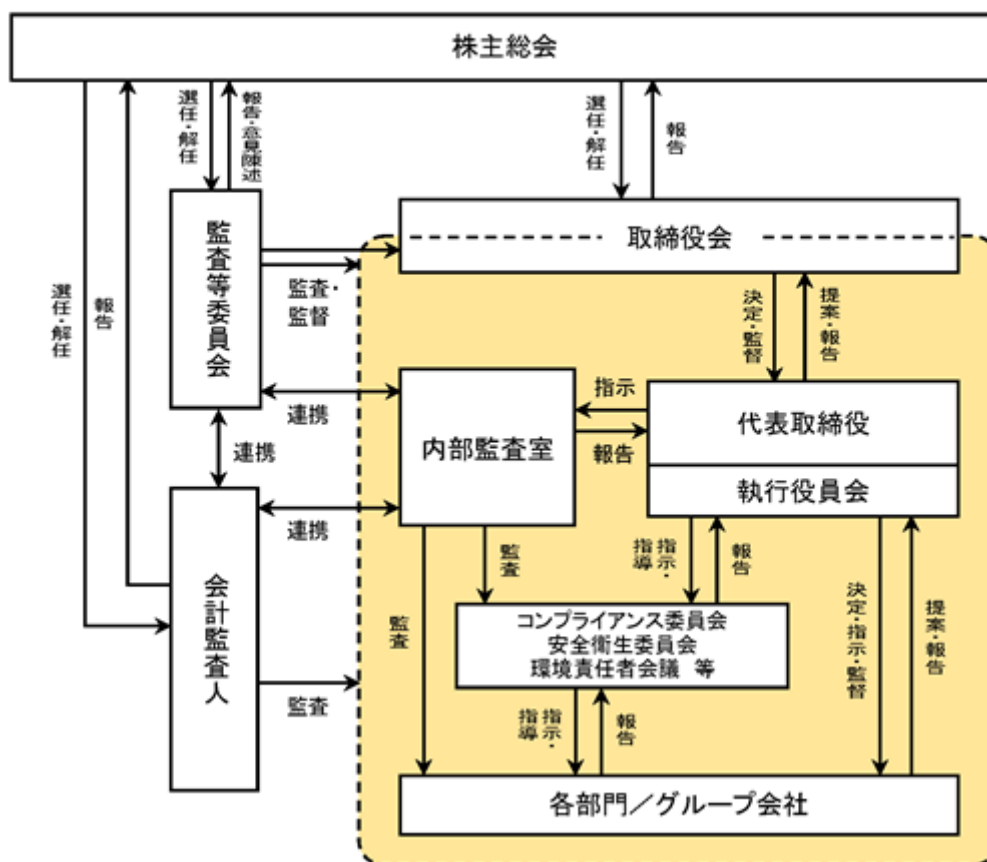 株主総会
選任・解任
報告
選任・解任
報告・意見陳述
選任・解任
報告
監査等委員会
取締役会
監査・
監督
決定・監督
提案・報告
連携
内部監査室
指示
報告
代表取締役
執行役員会
連携
連携
会計監査人
監査
監査
監査
指示・
指導
報告
コンプライアンス委員会
安全衛生委員会
環境責任者会議 等
決定・指示・監督
提案・報告
指示・
指導
報告
各部門／グループ会社